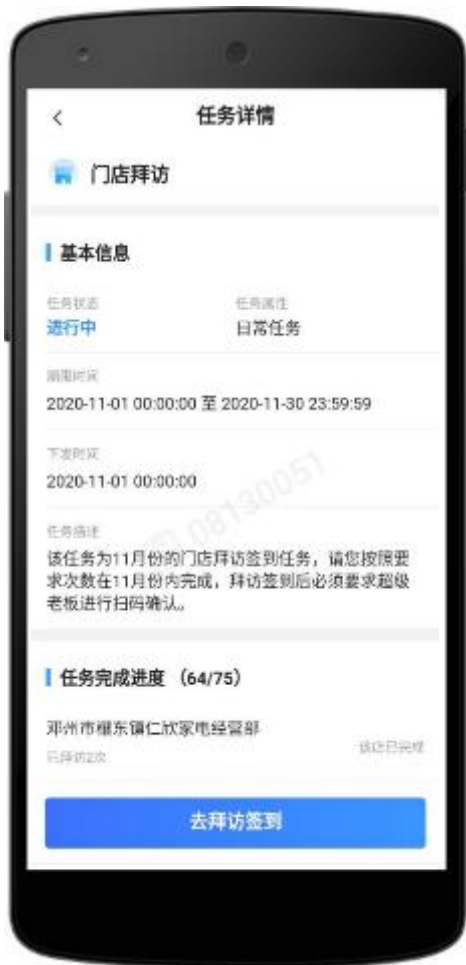 任务详情
门店拜访
基本信息
任务状态 任务属性
进行中 日常任务
期限时间
2020-11-01 00:00:00 至 2020-11-30 23:59:59
下发时间
2020-11-01 00:00:00
08130051
任务描述
该任务为11月份的门店拜访签到任务，请您按照要
求次数在11月份内完成，拜访签到后必须要求超级
老板进行扫码确认。
任务完成进度 （64/75）
邓州市穰东镇仁欣家电经营部
已拜访2次 该店已完成
去拜访签到